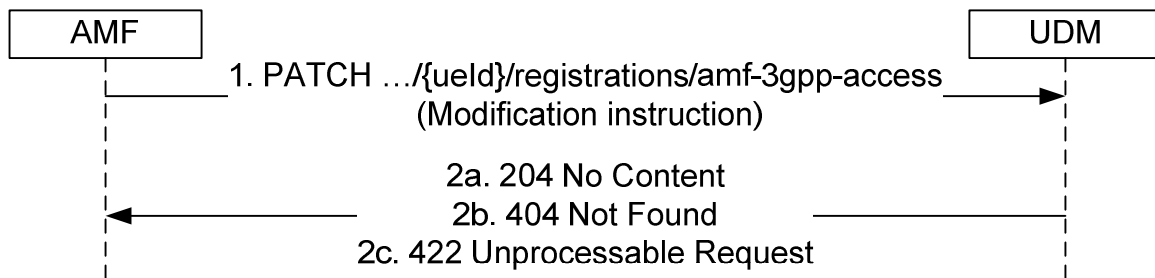 AMF
UDM
1. PATCH …/{ueId}/registrations/amf-3gpp-access
(Modification instruction)
2a. 204 No Content
2b. 404 Not Found
2c. 422 Unprocessable Request